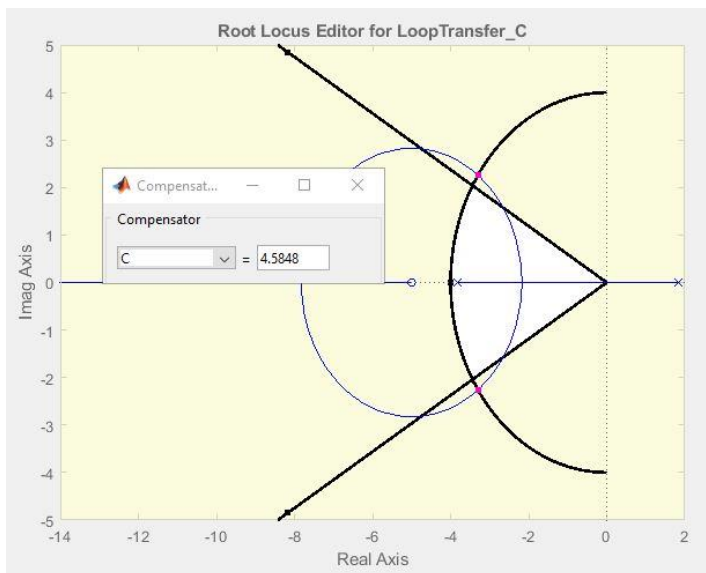 Root Locus Editor for LoopTransfer_C
5
4
3
2
1
0
-1
-2
-3
-4
-5
Imag Axis
Compensat...
Compensator
C = 4.5848
-14 -12 -10 -8 -6 -4 -2 0 2
Real Axis